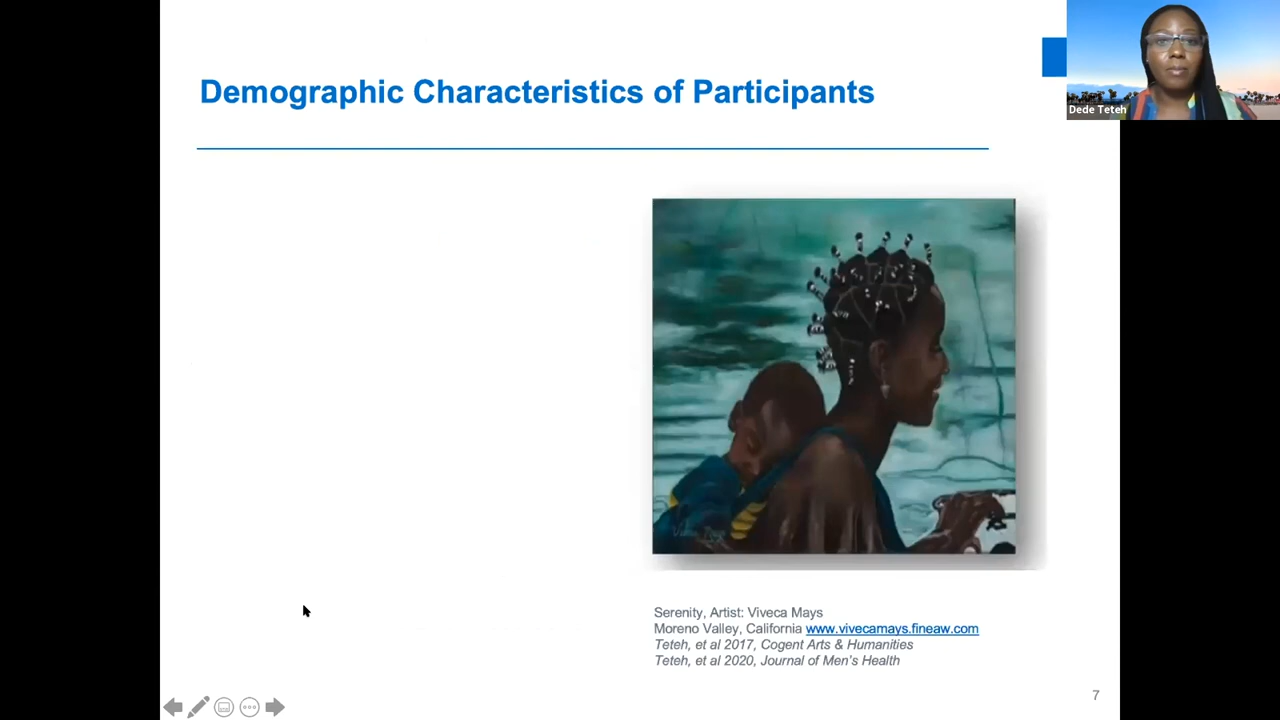 Demographic Characteristics of Participants
Dede Teteh
Serenity, Artist: Viveca Mays
Moreno Valley, California www.vivecamays.fineaw.com
Teteh, et al 2017, Cogent Arts & Humanities
Teteh, et al 2020, Journal of Men's Health
7